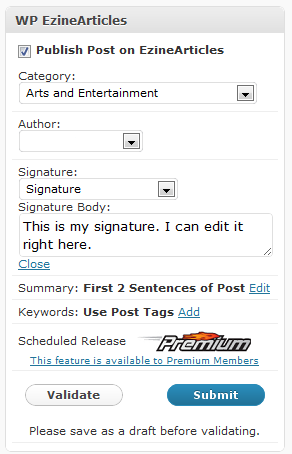 WP EzineArticles
Publish Post on EzineArticles
Category:
Arts and Entertainment
Author:
Signature:
Signature
Signature Body:
This is my signature. I can edit it
right here.
Close
Summary: First 2 Sentences of Post Edit
Keywords: Use Post Tags Add
Scheduled Release Premium
This feature is available to Premium Members
Validate Submit
Please save as a draft before validating.